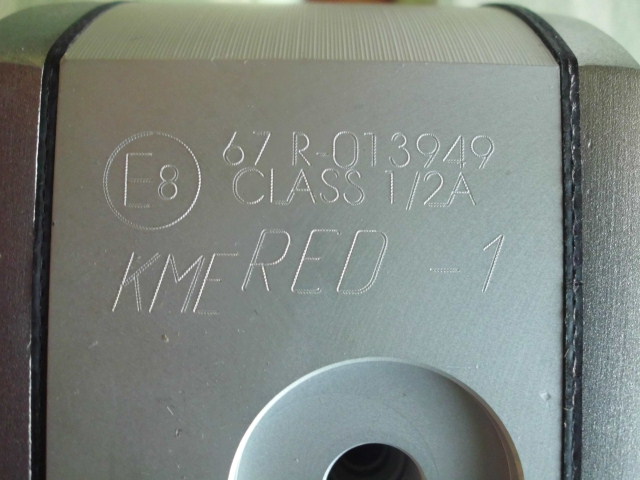 E8
67 R-013949
CLASS 1/2A
KME RED -1